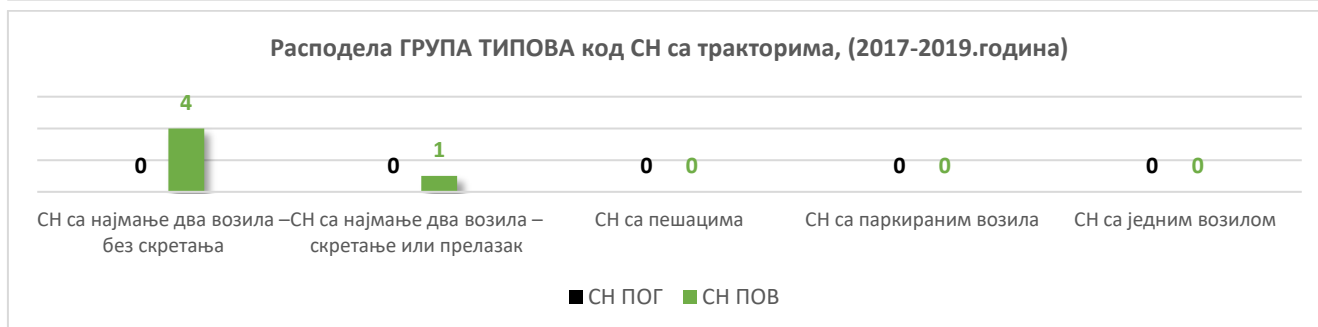 Расподела ГРУПА ТИПОВА код СН са тракторима, (2017-2019.година)
4
0
0
1
0
0
0
0
0
0
СН са најмање два возила –
без скретања
СН са најмање два возила –
скретање или прелазак
СН са пешацима
СН са паркираним возила
СН са једним возилом
СН ПОГ
СН ПОВ